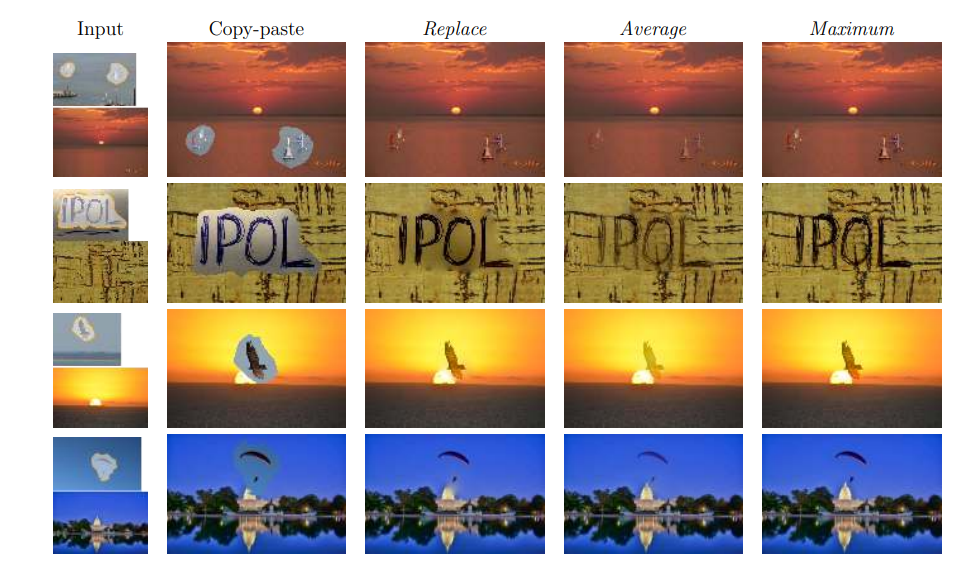 Input Copy-paste Replace Average Maximum
IPOL
IPOL IPOL IPOL IPOL